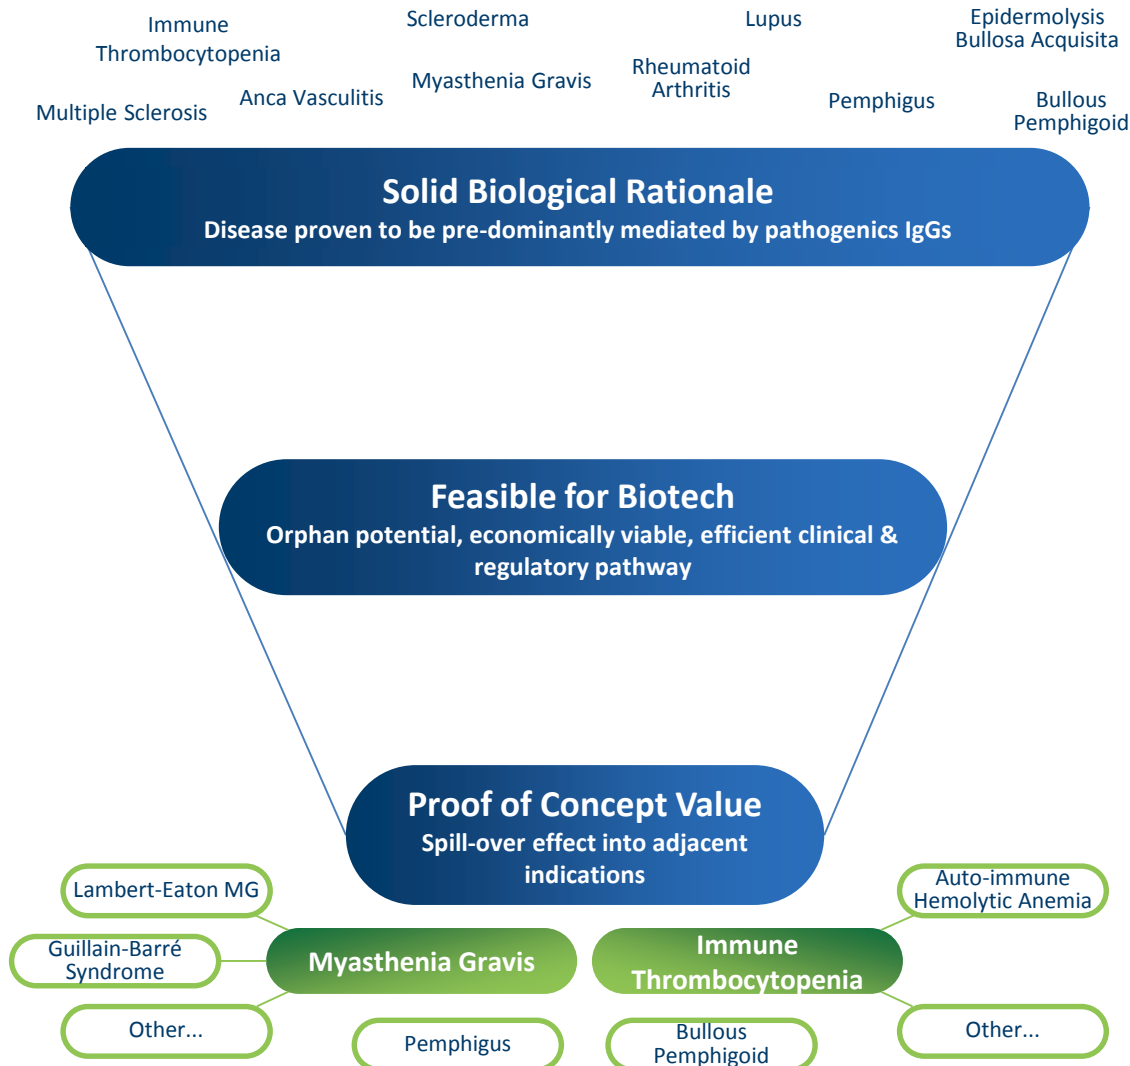 Immune
Thrombocytopenia
Scleroderma
Lupus
Epidermolysis
Bullosa Acquisita
Multiple Sclerosis
Anca Vasculitis
Myasthenia Gravis
Rheumatoid
Arthritis
Pemphigus
Bullous
Pemphigoid
Solid Biological Rationale
Disease proven to be pre-dominantly mediated by pathogenics IgGs
Feasible for Biotech
Orphan potential, economically viable, efficient clinical &
regulatory pathway
Proof of Concept Value
Spill-over effect into adjacent
indications
Lambert-Eaton MG
Guillain-Barré
Syndrome
Other...
Myasthenia Gravis
Pemphigus
Immune
Thrombocytopenia
Bullous
Pemphigoid
Auto-immune
Hemolytic Anemia
Other...